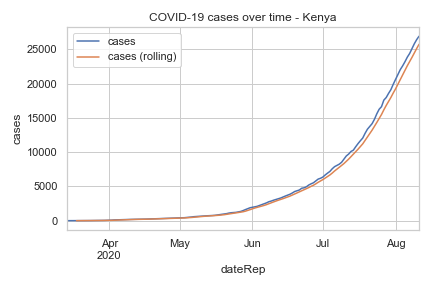 COVID-19 cases over time - Kenya
cases
cases (rolling)
25000
20000
15000
10000
5000
0
cases
Apr
2020
May
Jun
Jul
Aug
dateRep